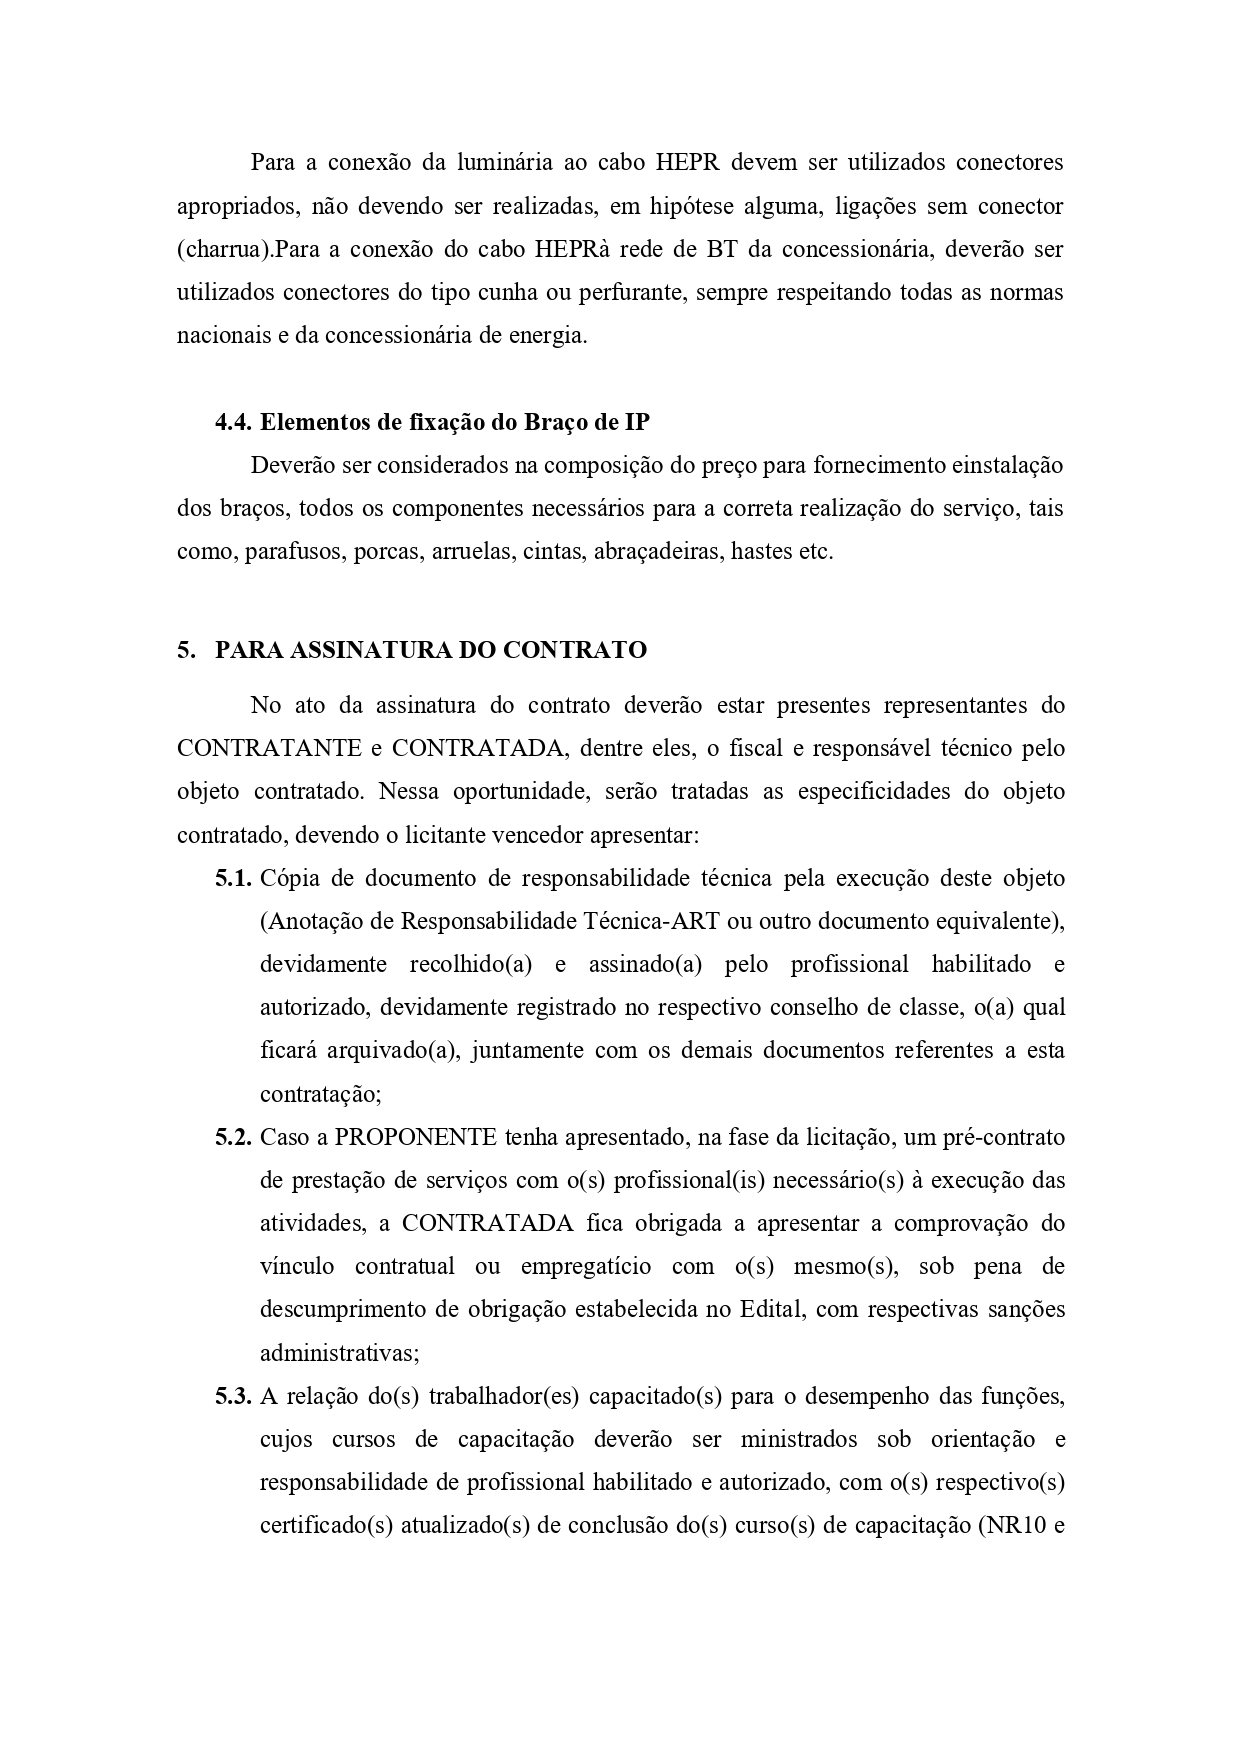 Para a conexão da luminária ao cabo HEPR devem ser utilizados conectores
apropriados, não devendo ser realizadas, em hipótese alguma, ligações sem conector
(charrua).Para a conexão do cabo HEPRà rede de BT da concessionária, deverão ser
utilizados conectores do tipo cunha ou perfurante, sempre respeitando todas as normas
nacionais e da concessionária de energia.
4.4. Elementos de fixação do Braço de IP
Deverão ser considerados na composição do preço para fornecimento einstalação
dos braços, todos os componentes necessários para a correta realização do serviço, tais
como, parafusos, porcas, arruelas, cintas, abraçadeiras, hastes etc.
5. PARA ASSINATURA DO CONTRATO
No ato da assinatura do contrato deverão estar presentes representantes do
CONTRATANTE e CONTRATADA, dentre eles, o fiscal e responsável técnico pelo
objeto contratado. Nessa oportunidade, serão tratadas as especificidades do objeto
contratado, devendo o licitante vencedor apresentar:
5.1. Cópia de documento de responsabilidade técnica pela execução deste objeto
(Anotação de Responsabilidade Técnica-ART ou outro documento equivalente),
devidamente recolhido(a) e assinado(a) pelo profissional habilitado e
autorizado, devidamente registrado no respectivo conselho de classe, o(a) qual
ficará arquivado(a), juntamente com os demais documentos referentes a esta
contratação;
5.2. Caso a PROPONENTE tenha apresentado, na fase da licitação, um pré-contrato
de prestação de serviços com o(s) profissional(is) necessário(s) à execução das
atividades, a CONTRATADA fica obrigada a apresentar a comprovação do
vínculo contratual ou empregatício com o(s) mesmo(s), sob pena de
descumprimento de obrigação estabelecida no Edital, com respectivas sanções
administrativas;
5.3. A relação do(s) trabalhador(es) capacitado(s) para o desempenho das funções,
cujos cursos de capacitação deverão ser ministrados sob orientação e
responsabilidade de profissional habilitado e autorizado, com o(s) respectivo(s)
certificado(s) atualizado(s) de conclusão do(s) curso(s) de capacitação (NR10 e